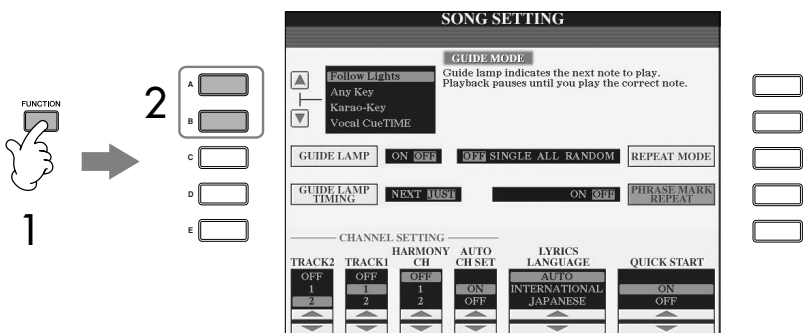 SONG SETTING
GUIDE MODE
Follow Lights
Any Key
Karao-Key
Vocal CueTIME
Guide lamp indicates the next note to play.
Playback pauses until you play the correct note.
FUNCTION
1
2
A
B
C
D
E
GUIDE LAMP ON OFF OFF SINGLE ALL RANDOM REPEAT MODE
GUIDE LAMP
TIMING
NEXT JUST ON OFF
PHRASE MARK
REPEAT
CHANNEL SETTING
TRACK2
TRACK1
HARMONY
CH
AUTO
CH SET
LYRICS
LANGUAGE
QUICK START
OFF OFF OFF AUTO
1 1 1 ON INTERNATIONAL ON
2 2 2 OFF JAPANESE OFF